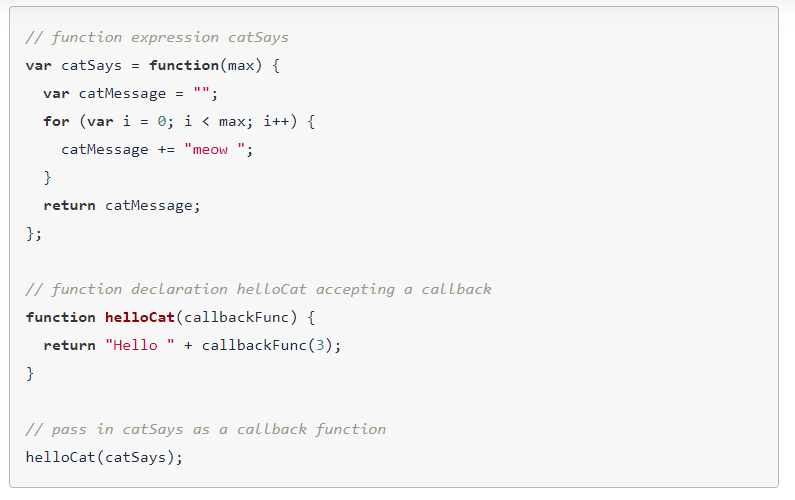 // function expression catSays
var catSays = function(max) {
  var catMessage = "";
  for (var i = 0; i < max; i++) {
    catMessage += "meow ";
  }
  return catMessage;
};

// function declaration helloCat accepting a callback
function helloCat(callbackFunc) {
  return "Hello " + callbackFunc(3);
}

// pass in catSays as a callback function
helloCat(catSays);